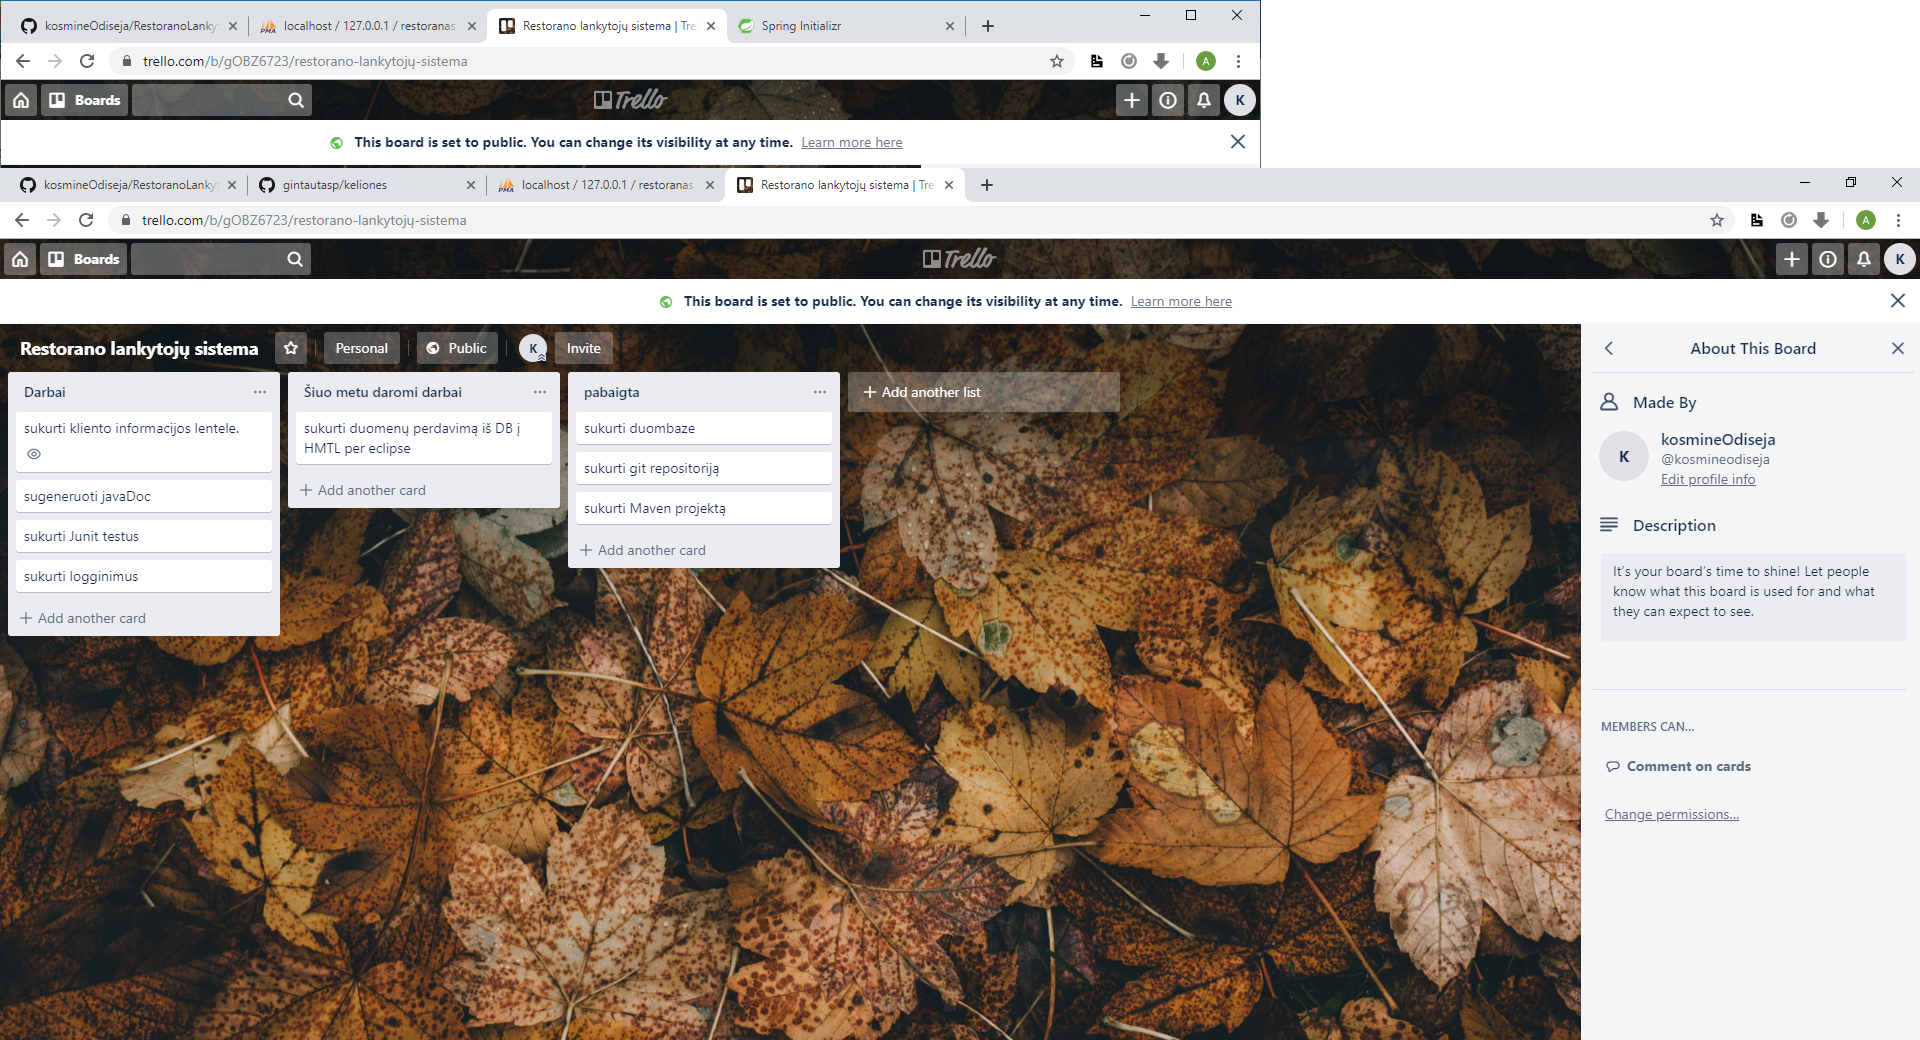 kosmineOdiseja/RestoranoLanky
localhost / 127.0.0.1 / restoranas
Restorano lankytojų sistema | Tre
Spring Initializr
trello.com/b/gOBZ6723/restorano-lankytojų-sistema
A
Boards
Trello
K
This board is set to public. You can change its visibility at any time. Learn more here
kosmineOdiseja/RestoranoLanky
gintautasp/keliones
localhost / 127.0.0.1 / restoranas
Restorano lankytojų sistema | Tre
trello.com/b/gOBZ6723/restorano-lankytojų-sistema
A
Boards
Trello
K
This board is set to public. You can change its visibility at any time. Learn more here
Restorano lankytojų sistema
Personal
Public
K
Invite
Darbai
sukurti kliento informacijos lentele.
sugeneruoti javaDoc
sukurti Junit testus
sukurti logginimus
Add another card
Šiuo metu daromi darbai
sukurti duomenų perdavimą iš DB į
HMTL per eclipse
Add another card
pabaigta
sukurti duombaze
sukurti git repositoriją
sukurti Maven projektą
Add another card
Add another list
About This Board
Made By
K
kosmineOdiseja
@kosmineodiseja
Edit profile info
Description
It's your board's time to shine! Let people
know what this board is used for and what
they can expect to see.
MEMBERS CAN…
Comment on cards
Change permissions…